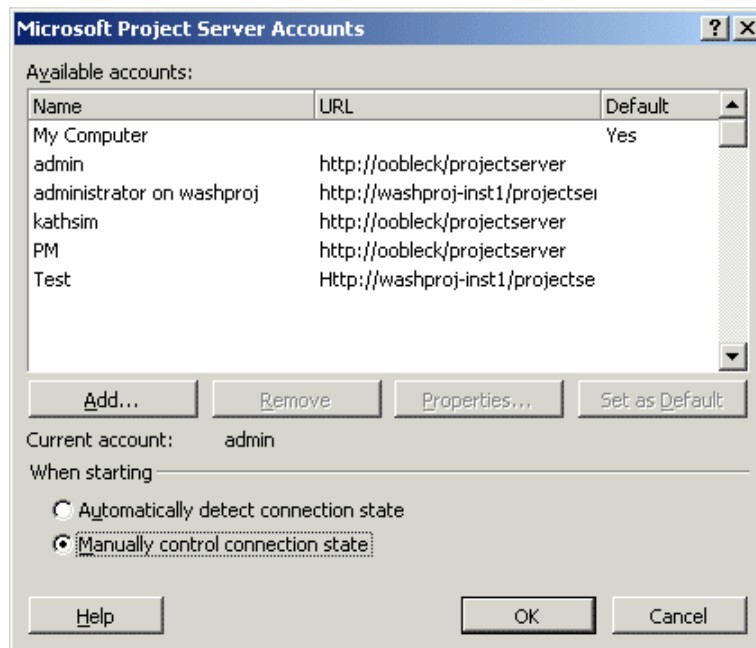 Microsoft Project Server Accounts
Available accounts:
Name URL Default
My Computer Yes
admin http://oobleck/projectserver
administrator on washproj http://washproj-inst1/projectser
kathsim http://oobleck/projectserver
PM http://oobleck/projectserver
Test Http://washproj-inst1/projectse
Add... Remove Properties... Set as Default
Current account: admin
When starting
Automatically detect connection state
Manually control connection state
Help OK Cancel